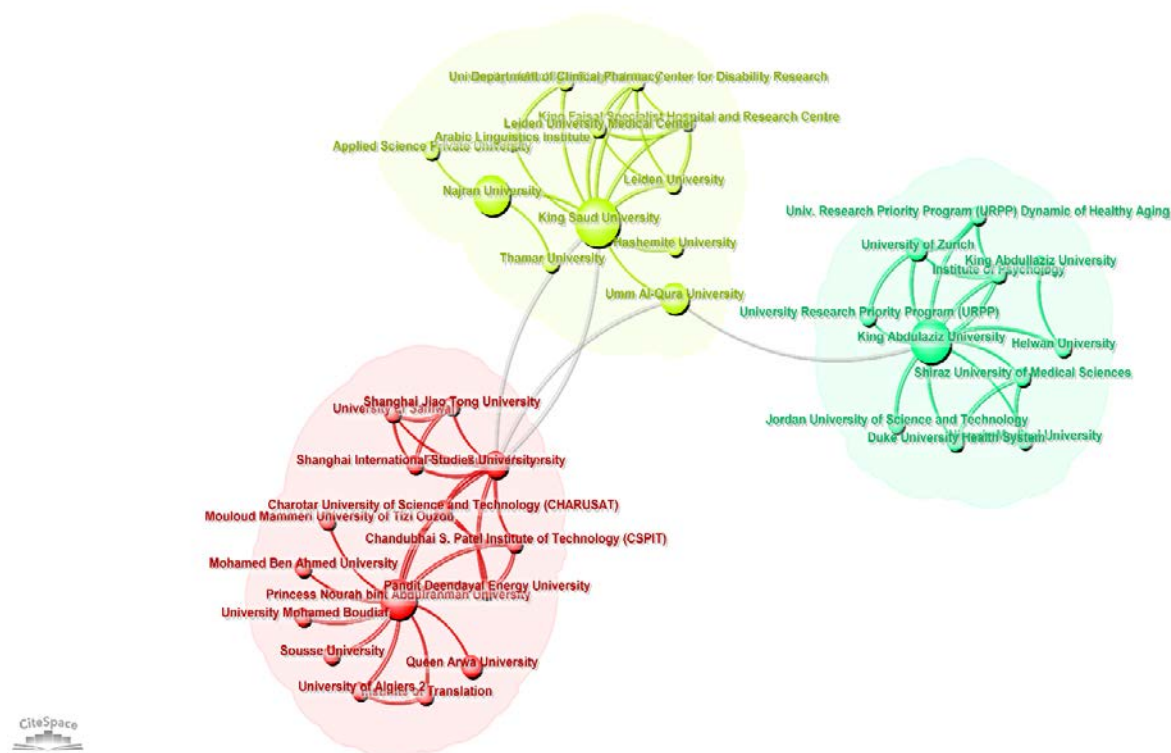 Department of Clinical Pharmacy
Center for Disability Research
King Faisal Specialist Hospital and Research Centre
Leiden University Medical Center
Arabic Linguistics Institute
Applied Science Private University
Leiden University
Najran University
King Saud University
Hashemite University
Thamar University
Umm Al-Qura University
Univ. Research Priority Program (URPP) Dynamic of Healthy Aging
University of Zurich
King Abdullaziz University
Institute of Psychology
University Research Priority Program (URPP)
King Abdulaziz University
Helwan University
Shiraz University of Medical Sciences
Jordan University of Science and Technology
Duke University Health System
University
Shanghai Jiao Tong University
Shanghai International Studies University
Charotar University of Science and Technology (CHARUSAT)
Mouloud Mammeri University of Tizi Ouzou
Chandubhai S. Patel Institute of Technology (CSPIT)
Mohamed Ben Ahmed University
Pandit Deendayal Energy University
Princess Nourah bint Abdulrahman University
University Mohamed Boudiaf
Sousse University
Queen Arwa University
University of Algiers 2
Translation
CiteSpace